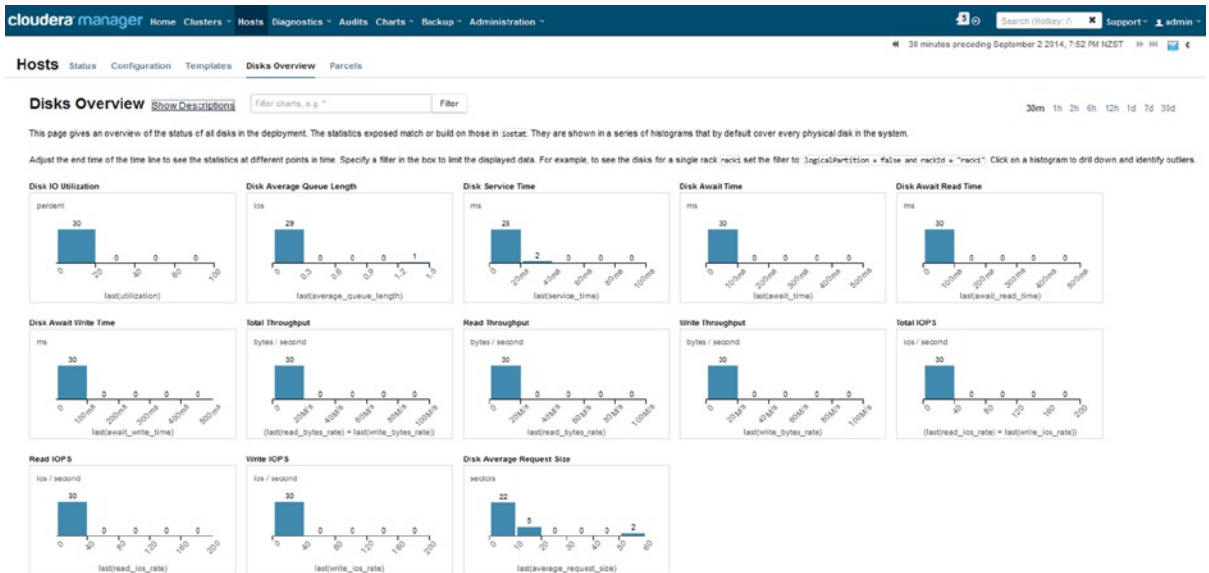 cloudera manager Home Clusters Hosts Diagnostics Audits Charts Backup Administration 5 Search (Hotkey: /) Support admin
30 minutes preceding September 2 2014, 7:52 PM NZST
Hosts Status Configuration Templates Disks Overview Parcels
Disks Overview Show Descriptions Filter charts, e.g. * Filter 30m 1h 2h 6h 12h 1d 7d 30d
This page gives an overview of the status of all disks in the deployment. The statistics exposed match or build on those in iostat. They are shown in a series of histograms that by default cover every physical disk in the system.
Adjust the end time of the time line to see the statistics at different points in time. Specify a filter in the box to limit the displayed data. For example, to see the disks for a single rack rack1 set the filter to: logicalPartition = false and rackId = "rack1". Click on a histogram to drill down and identify outliers.
Disk IO Utilization Disk Average Queue Length Disk Service Time Disk Await Time Disk Await Read Time
percent ios ms ms ms
30 0 0 0 0 29 0 0 0 1 28 2 0 0 0 30 0 0 0 0 30 0 0 0 0
0 20 40 60 80 100 0 0.3 0.6 0.9 1.2 1.5 0 20ms 40ms 60ms 80ms 100ms 0 100ms 200ms 300ms 400ms 500ms 0 100ms 200ms 300ms 400ms 500ms
last(utilization) last(average_queue_length) last(service_time) last(await_time) last(await_read_time)
Disk Await Write Time Total Throughput Read Throughput Write Throughput Total IOPS
ms bytes / second bytes / second bytes / second ios / second
30 0 0 0 0 30 0 0 0 0 30 0 0 0 0 30 0 0 0 0 30 0 0 0 0
0 100ms 200ms 300ms 400ms 500ms 0 20M/s 40M/s 60M/s 80M/s 100M/s 0 20M/s 40M/s 60M/s 80M/s 100M/s 0 20M/s 40M/s 60M/s 80M/s 100M/s 0 40 80 120 160 200
last(await_write_time) (last(read_bytes_rate) + last(write_bytes_rate)) last(read_bytes_rate) last(write_bytes_rate) (last(read_ios_rate) + last(write_ios_rate))
Read IOPS Write IOPS Disk Average Request Size
ios / second ios / second sectors
30 0 0 0 0 30 0 0 0 0 22 5 0 0 0 2
0 40 80 120 160 200 0 40 80 120 160 200 0 10 20 30 40 50 60
last(read_ios_rate) last(write_ios_rate) last(average_request_size)